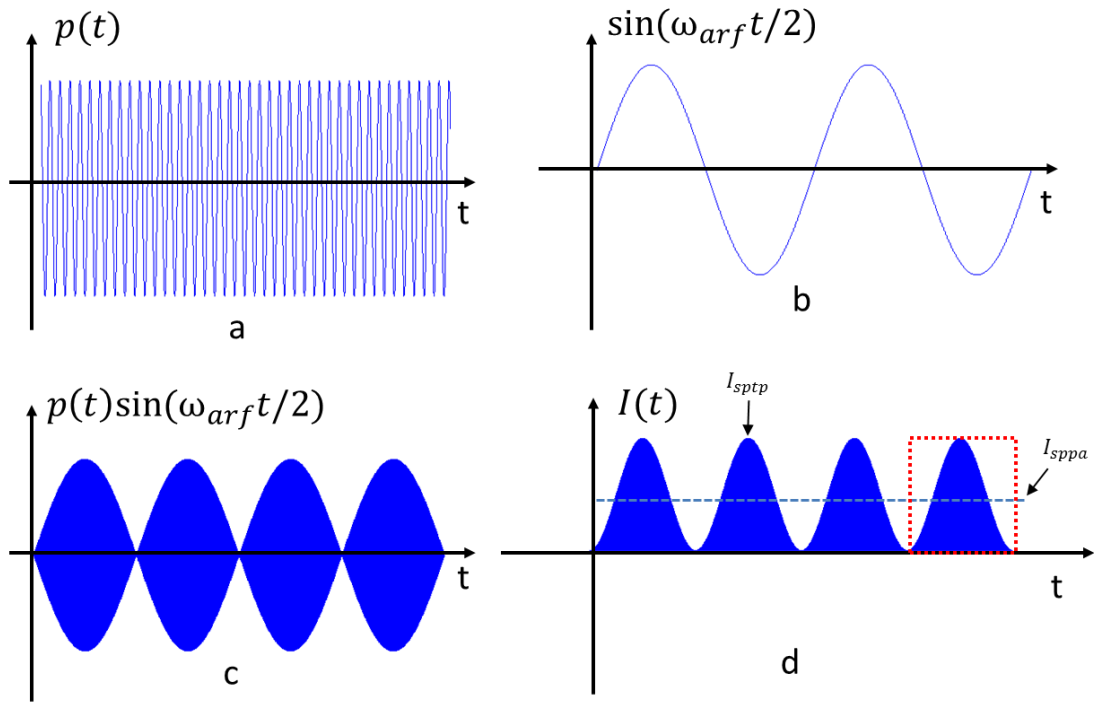 p(t)
t
a
sin(ω_arf t/2)
t
b
p(t)sin(ω_arf t/2)
t
c
I(t)
I_sptp
I_sppa
t
d